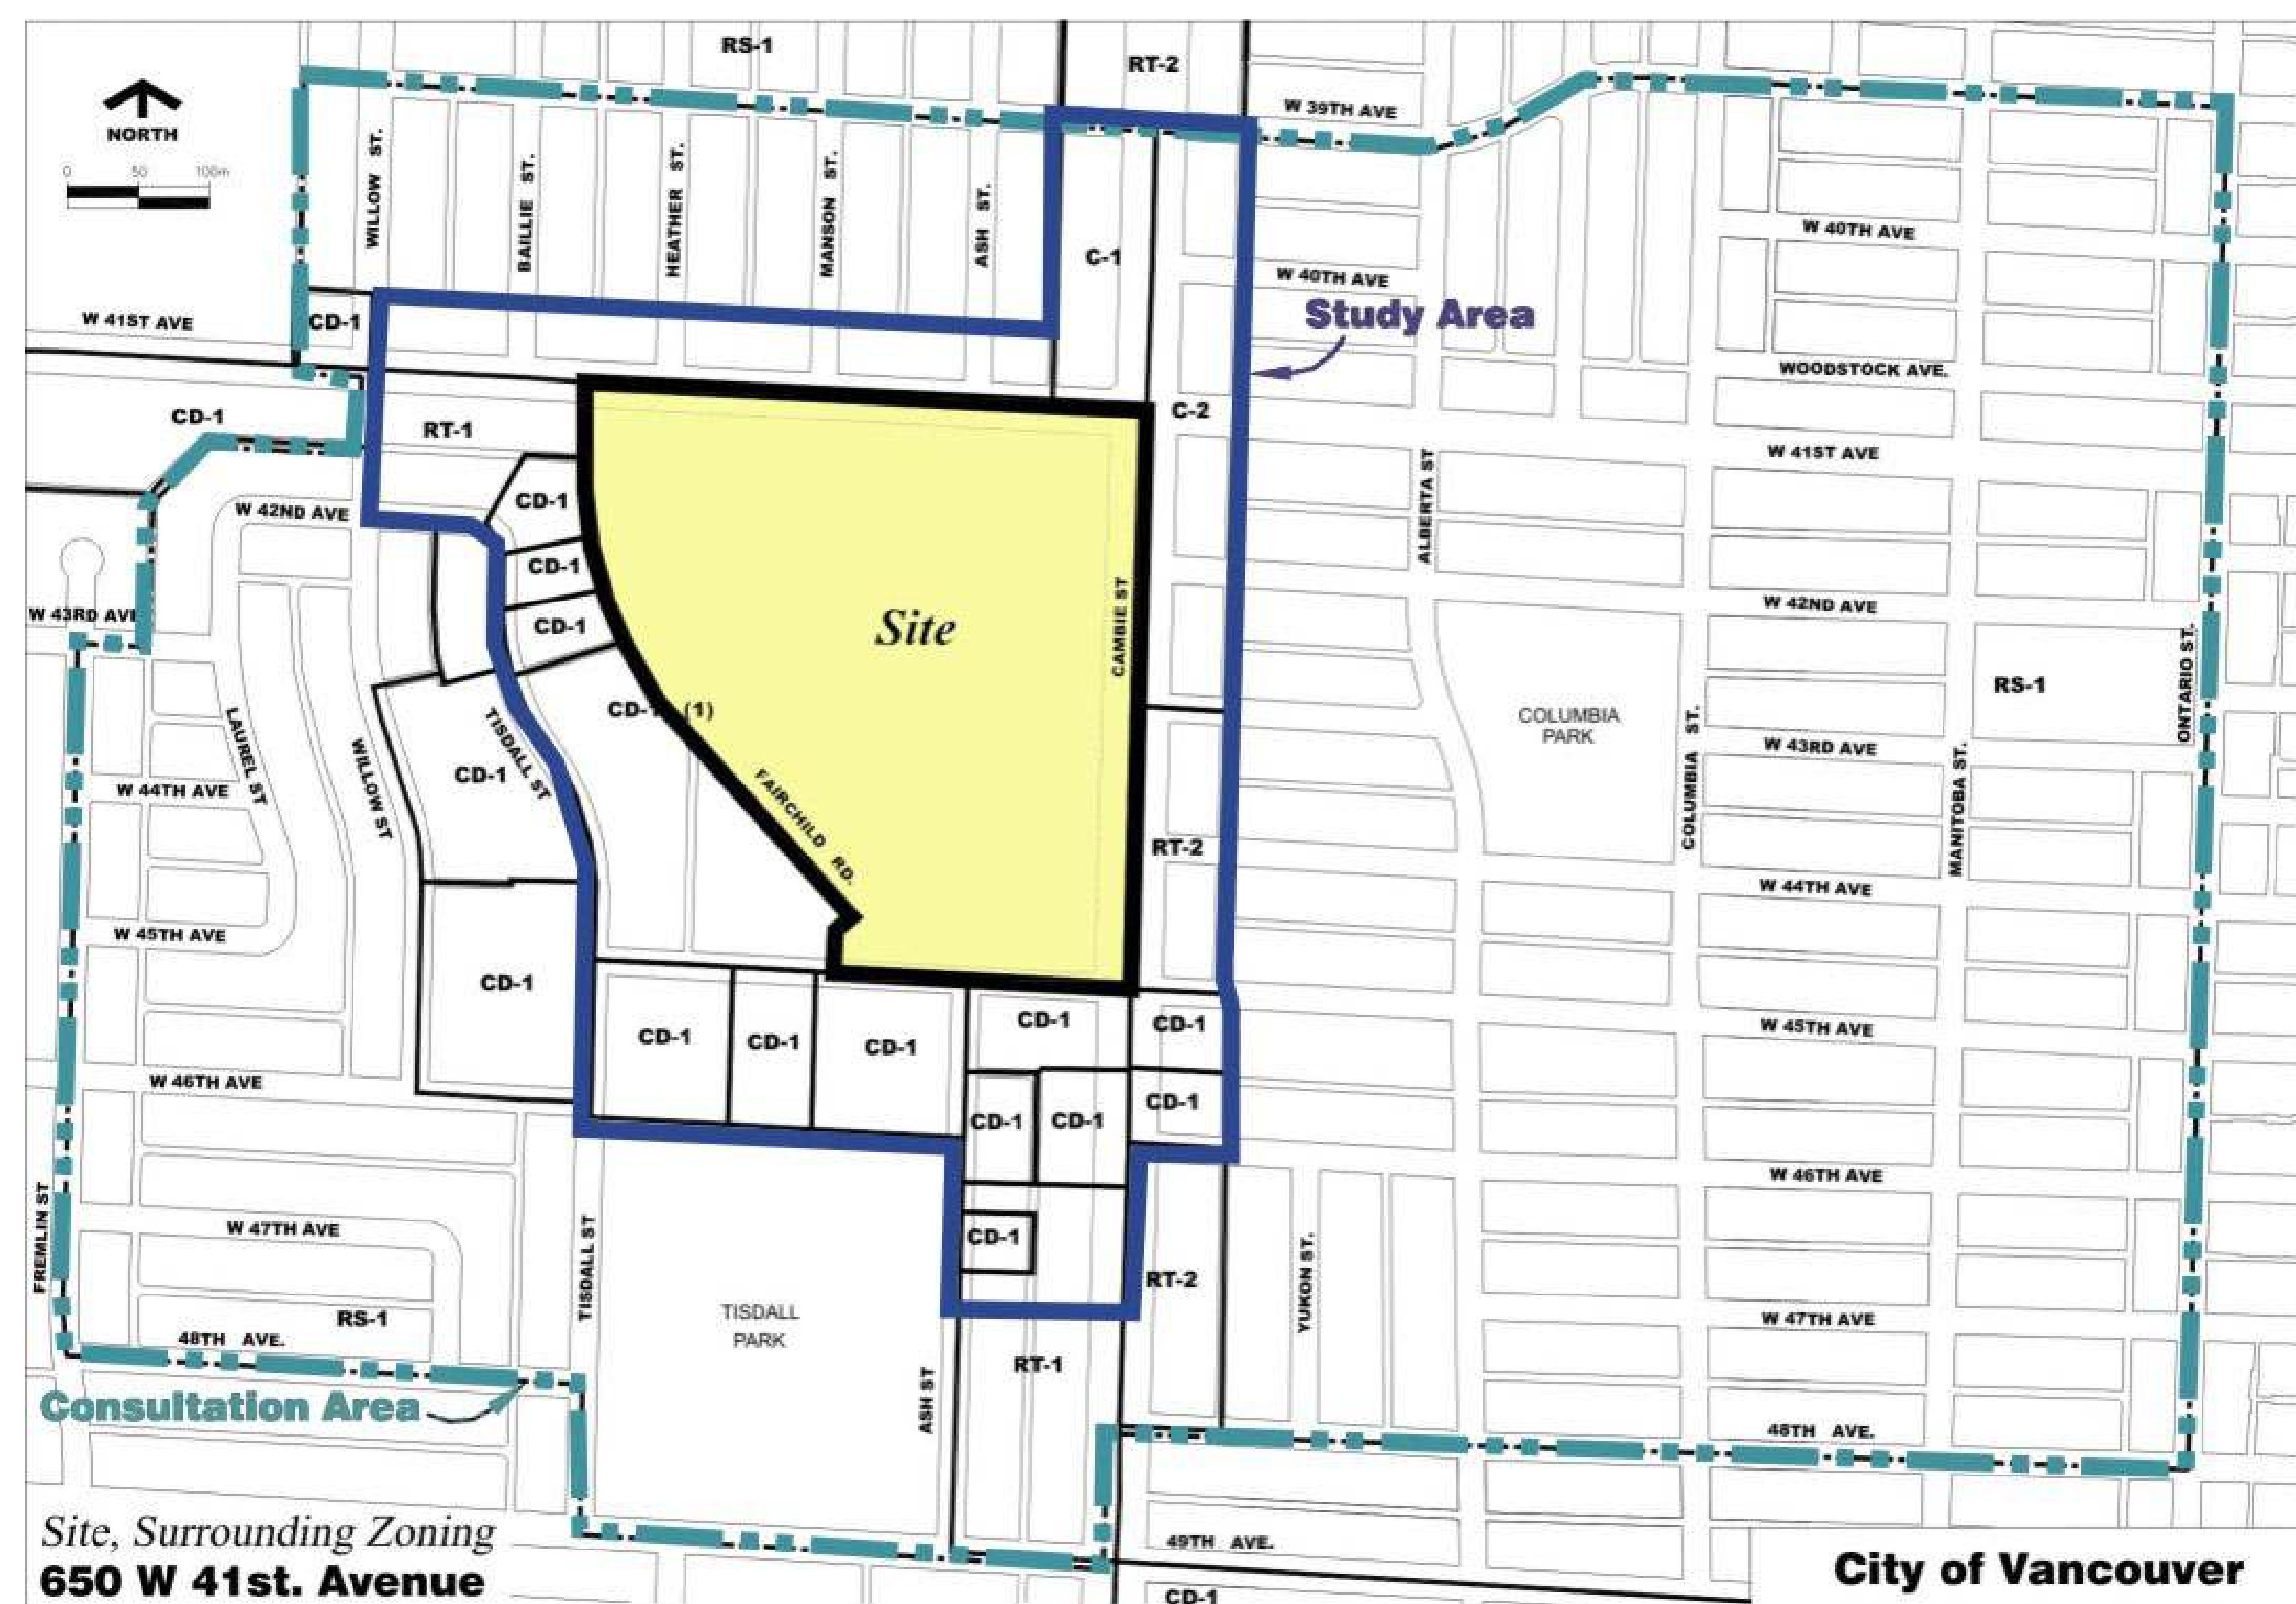 RS-1
RT-2
W 39TH AVE
NORTH
0 50 100m
WILLOW ST.
BAILLIE ST.
HEATHER ST.
MANSON ST.
ASH ST.
C-1
W 40TH AVE
W 40TH AVE
Study Area
W 41ST AVE
CD-1
WOODSTOCK AVE.
CD-1
RT-1
C-2
W 41ST AVE
ALBERTA ST
CD-1
W 42ND AVE
CD-1
W 43RD AVE
CD-1
Site
CAMBIE ST
W 42ND AVE
ONTARIO ST.
RS-1
CD-1 (1)
COLUMBIA
PARK
COLUMBIA ST.
W 43RD AVE
MANITOBA ST.
LAUREL ST
WILLOW ST
TISDALL ST
CD-1
W 44TH AVE
FAIRCHILD RD.
RT-2
W 44TH AVE
W 45TH AVE
CD-1
CD-1
CD-1
CD-1
CD-1
CD-1
W 45TH AVE
W 46TH AVE
CD-1
CD-1
CD-1
W 46TH AVE
FREMLIN ST
W 47TH AVE
TISDALL ST
CD-1
RT-2
YUKON ST.
RS-1
TISDALL
PARK
W 47TH AVE
48TH AVE.
RT-1
ASH ST
Consultation Area
48TH AVE.
49TH AVE.
Site, Surrounding Zoning
650 W 41st. Avenue
City of Vancouver
CD-1